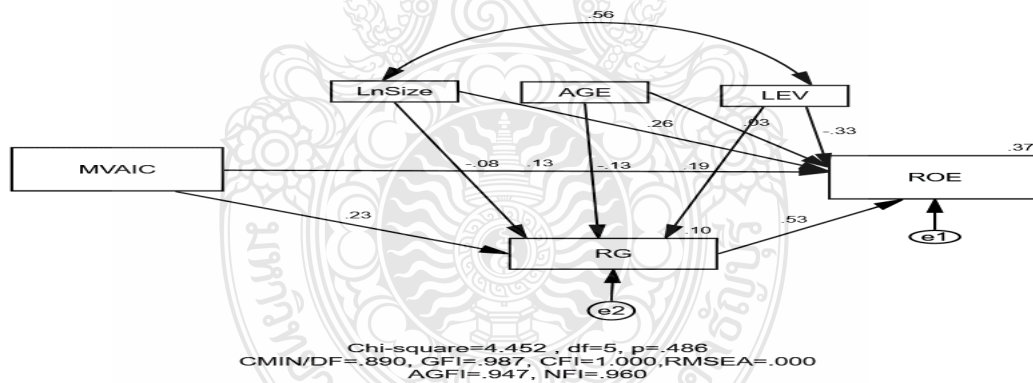 .56
LnSize AGE LEV
.26 .03 -.33
.37
MVAIC -.08 .13 -.13 .19 ROE
.23 .53
.10
RG e1
e2
Chi-square=4.452 , df=5, p=.486
CMIN/DF=.890, GFI=.987, CFI=1.000,RMSEA=.000
AGFI=.947, NFI=.960